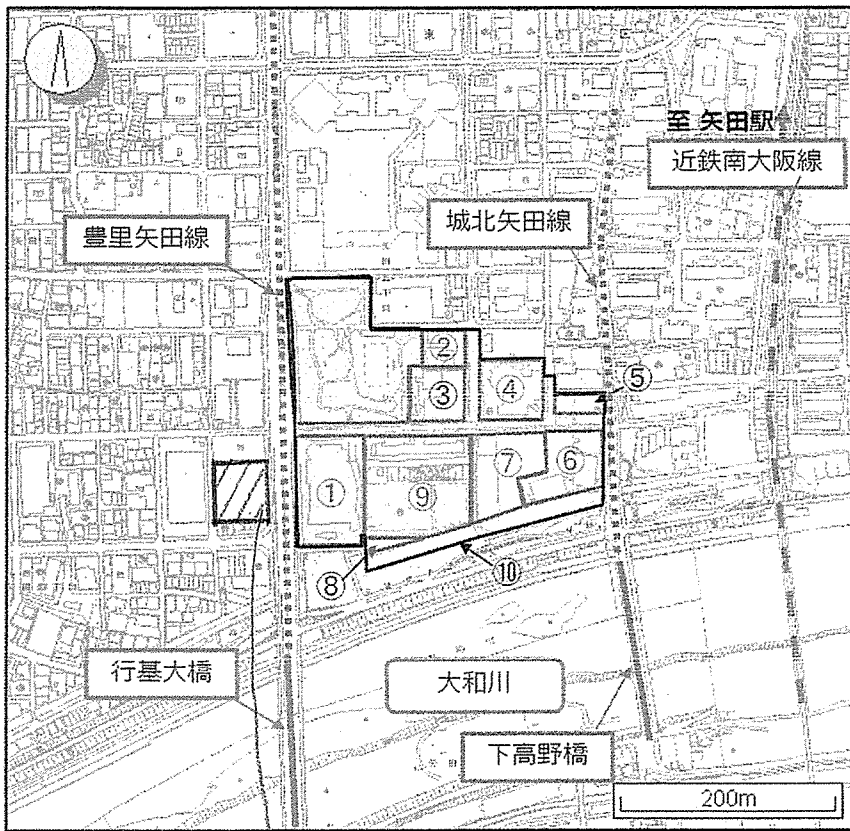 至 矢田駅
近鉄南大阪線
城北矢田線
豊里矢田線
②
③
④
⑤
①
⑨
⑦
⑥
⑧
⑩
行基大橋
大和川
下高野橋
200m